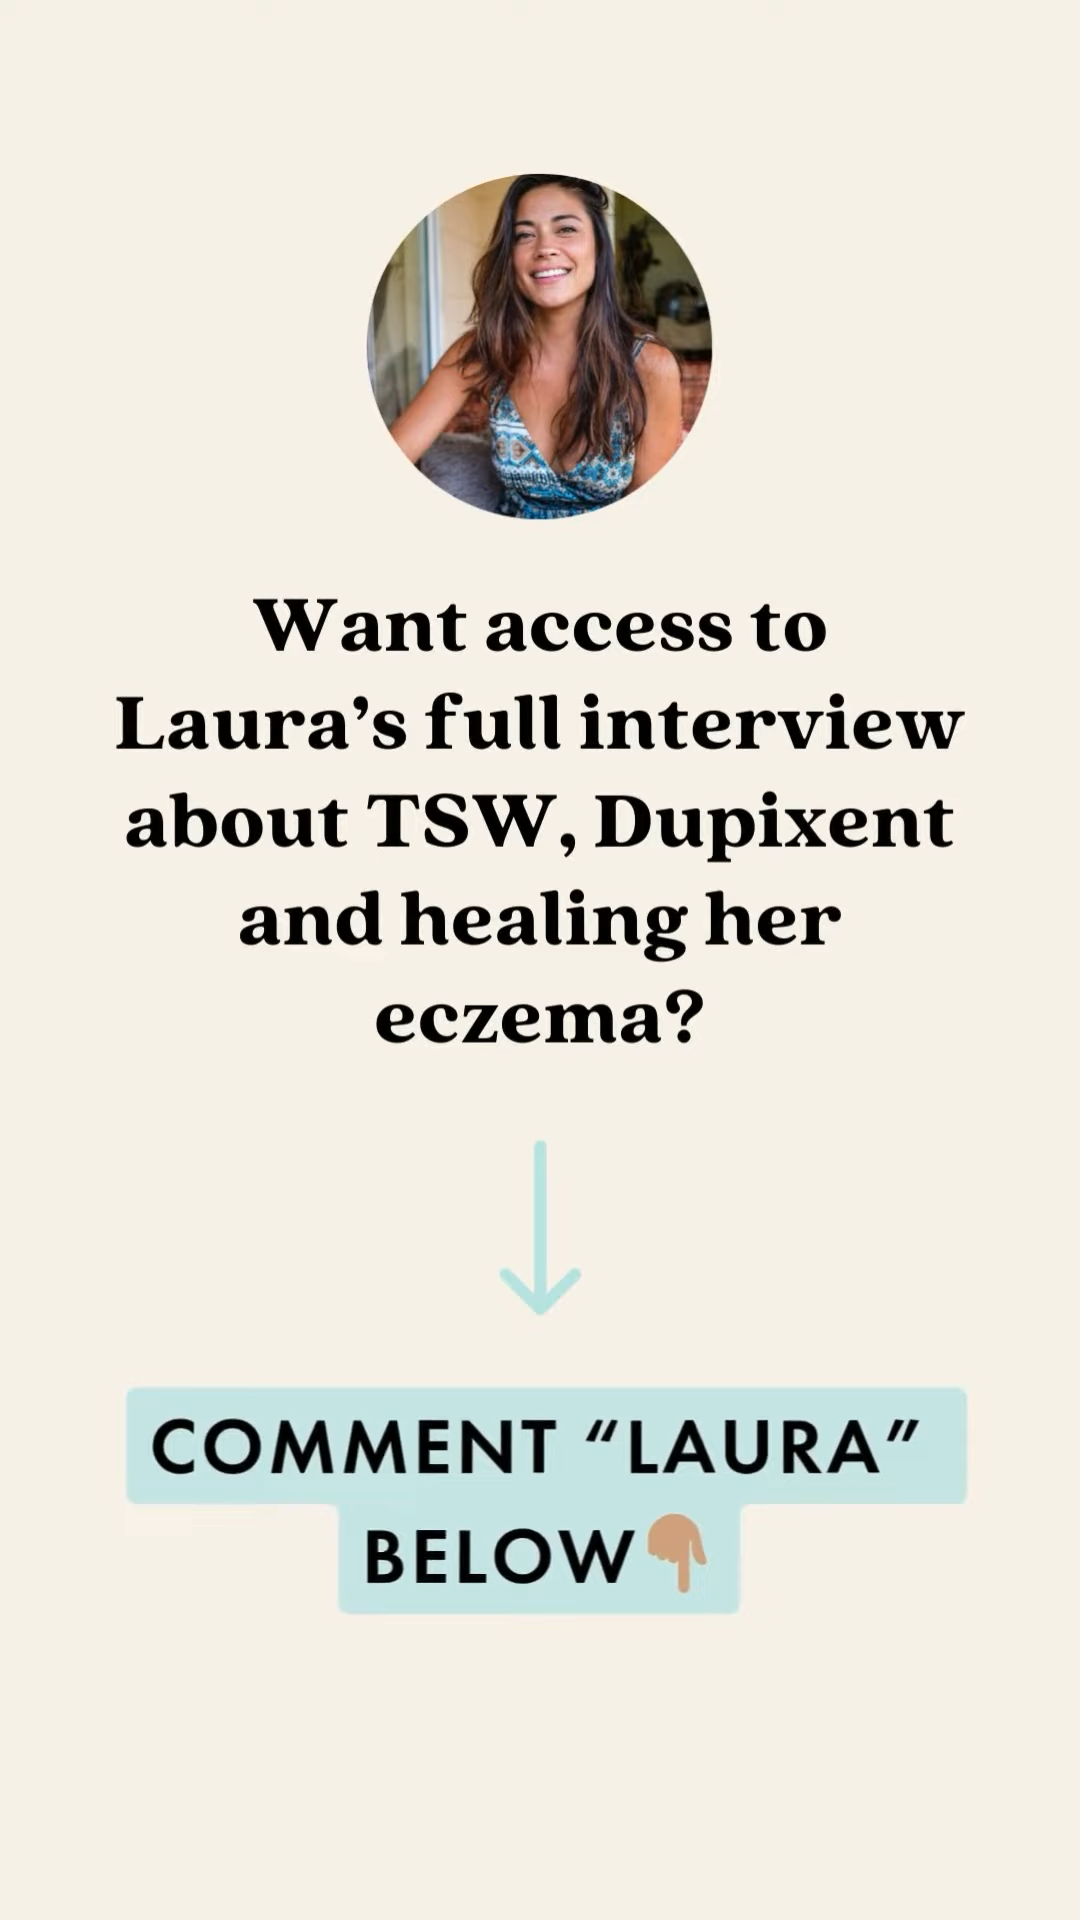 Want access to
Laura’s full interview
about TSW, Dupixent
and healing her
eczema?
COMMENT “LAURA”
BELOW👇🏽